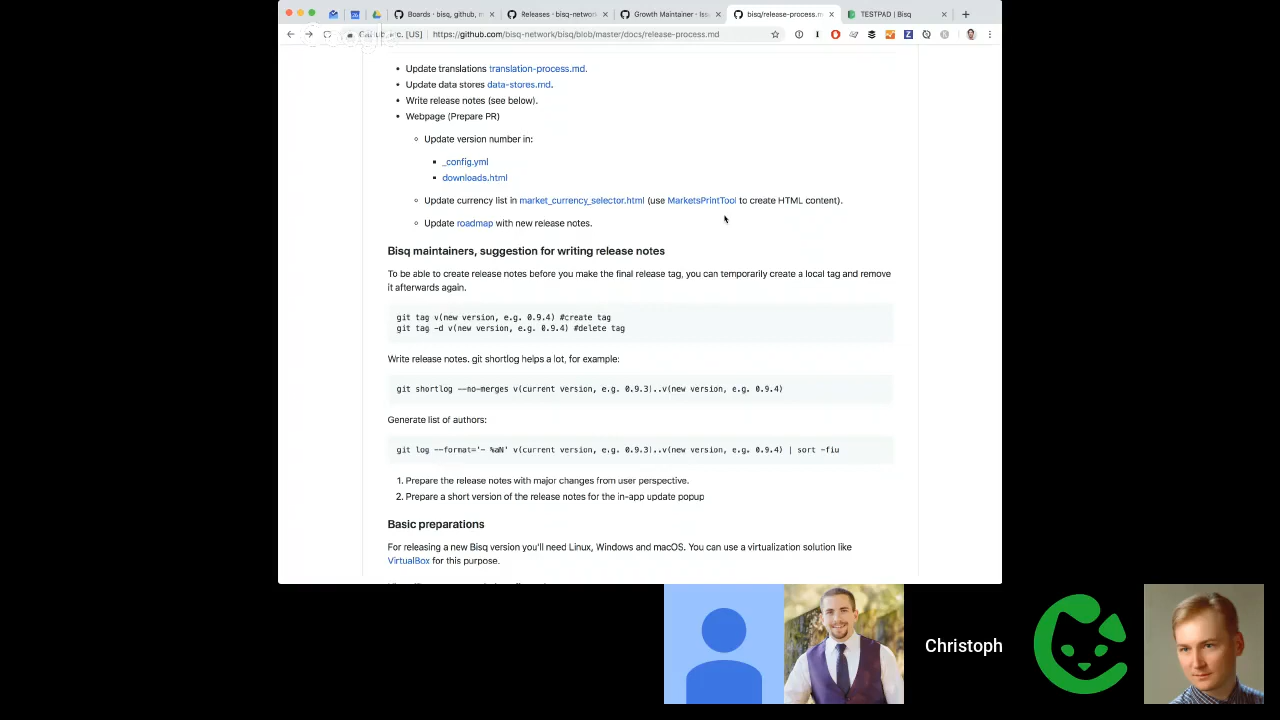 Boards - bisq, github, m
Releases - bisq-network
Growth Maintainer - Iss
bisq/release-process.m
TESTPAD | Bisq
[US]
https://github.com/bisq-network/bisq/blob/master/docs/release-process.md
• Update translations translation-process.md.
• Update data stores data-stores.md.
• Write release notes (see below).
• Webpage (Prepare PR)
Update version number in:
_config.yml
downloads.html
Update currency list in market_currency_selector.html (use MarketsPrintTool to create HTML content).
Update roadmap with new release notes.
Bisq maintainers, suggestion for writing release notes
To be able to create release notes before you make the final release tag, you can temporarily create a local tag and remove
it afterwards again.
git tag v(new version, e.g. 0.9.4) #create tag
git tag -d v(new version, e.g. 0.9.4) #delete tag
Write release notes. git shortlog helps a lot, for example:
git shortlog --no-merges v(current version, e.g. 0.9.3)..v(new version, e.g. 0.9.4)
Generate list of authors:
git log --format='- %aN' v(current version, e.g. 0.9.3)..v(new version, e.g. 0.9.4) | sort -fiu
1. Prepare the release notes with major changes from user perspective.
2. Prepare a short version of the release notes for the in-app update popup
Basic preparations
For releasing a new Bisq version you'll need Linux, Windows and macOS. You can use a virtualization solution like
VirtualBox for this purpose.
Christoph